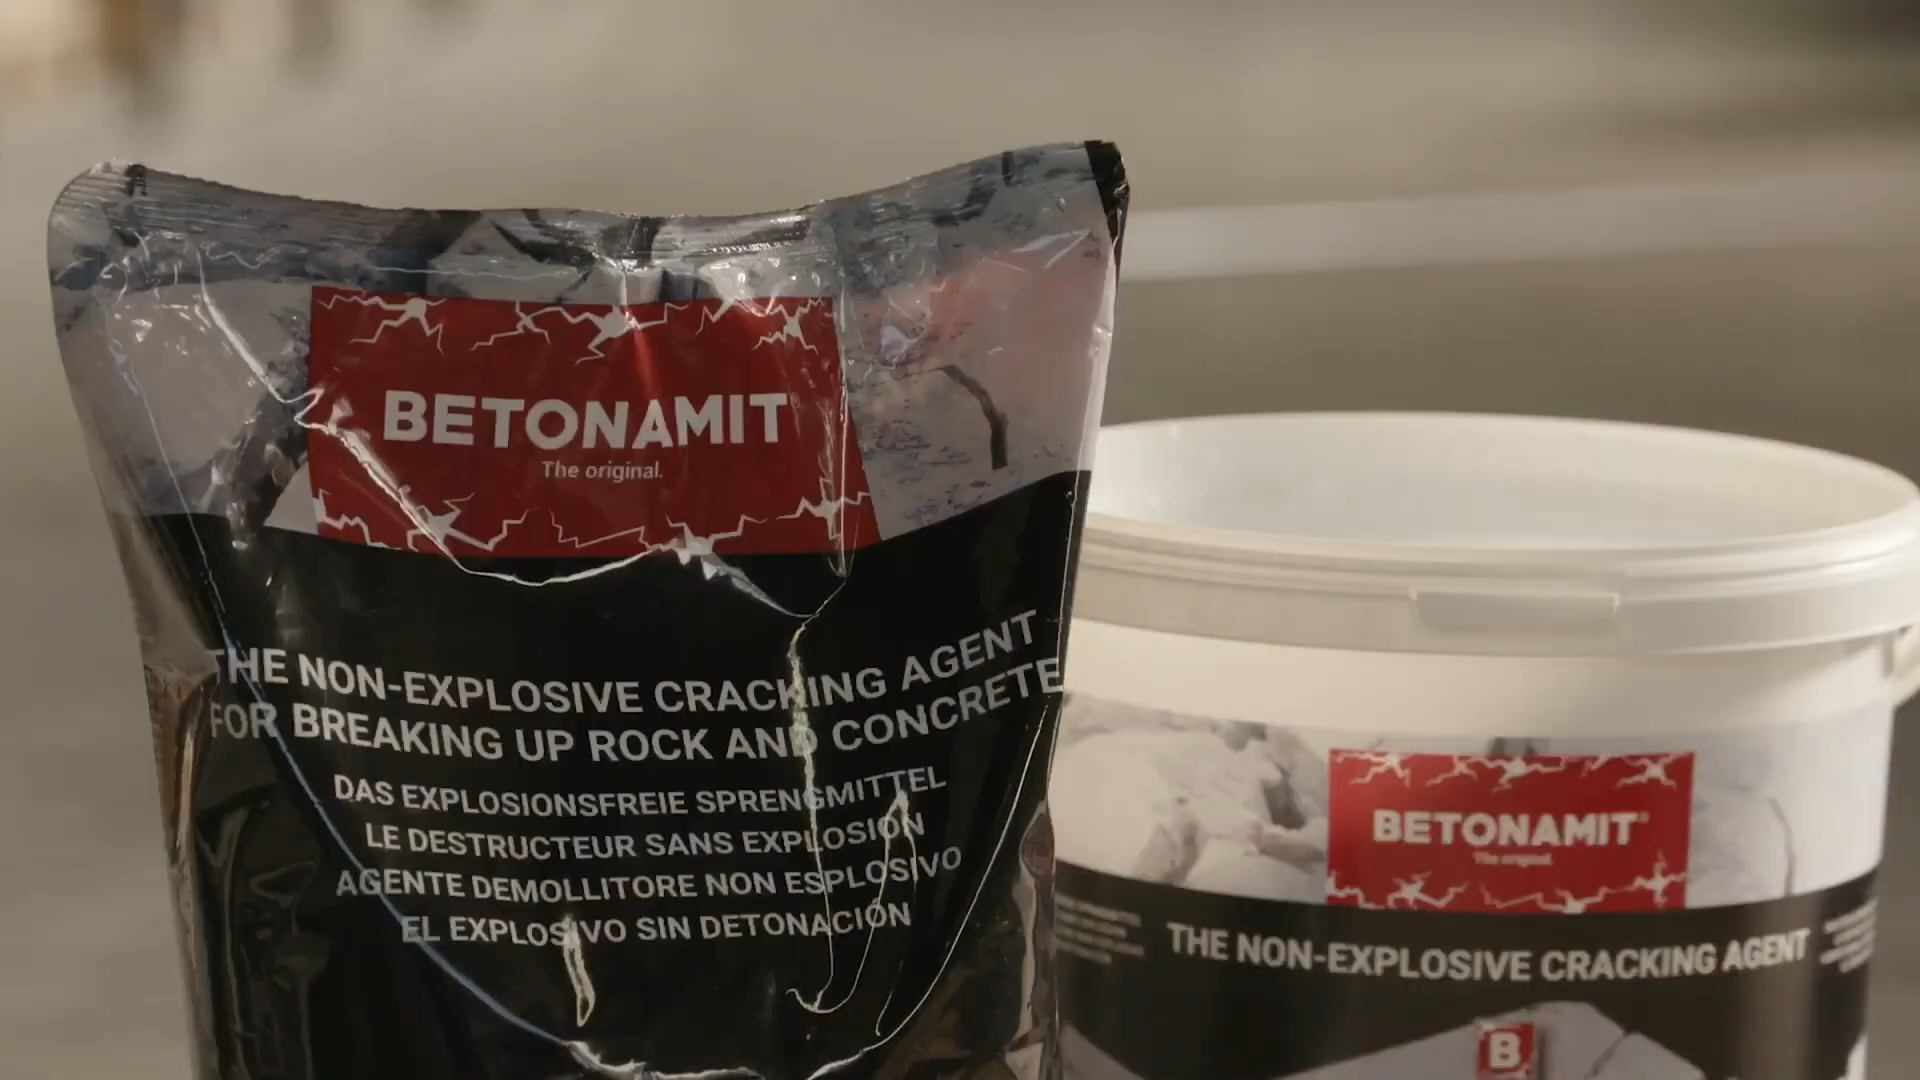 BETONAMIT®
The original.
THE NON-EXPLOSIVE CRACKING AGENT
FOR BREAKING UP ROCK AND CONCRETE
DAS EXPLOSIONSFREIE SPRENGMITTEL
LE DESTRUCTEUR SANS EXPLOSION
AGENTE DEMOLLITORE NON ESPLOSIVO
EL EXPLOSIVO SIN DETONACIÓN
BETONAMIT®
The original.
THE NON-EXPLOSIVE CRACKING AGENT
B